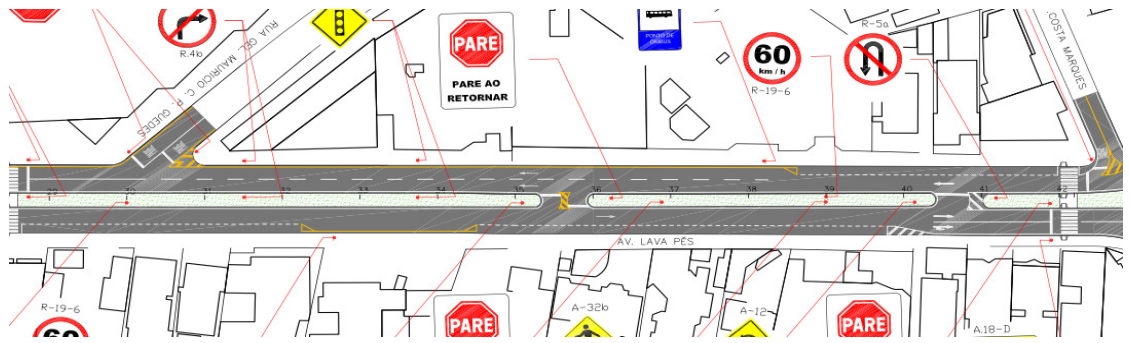 R.4b
RUA GEL. MAURICIO C. P. GUEDES
PARE
PARE AO
RETORNAR
PONTO DE
ÔNIBUS
60
km / h
R-19-6
R-5a
COSTA MARQUES
29
30
31
32
33
34
35
36
37
38
39
40
41
42
AV. LAVA PÉS
R-19-6
60
PARE
A-32b
A-12
PARE
A.18-D